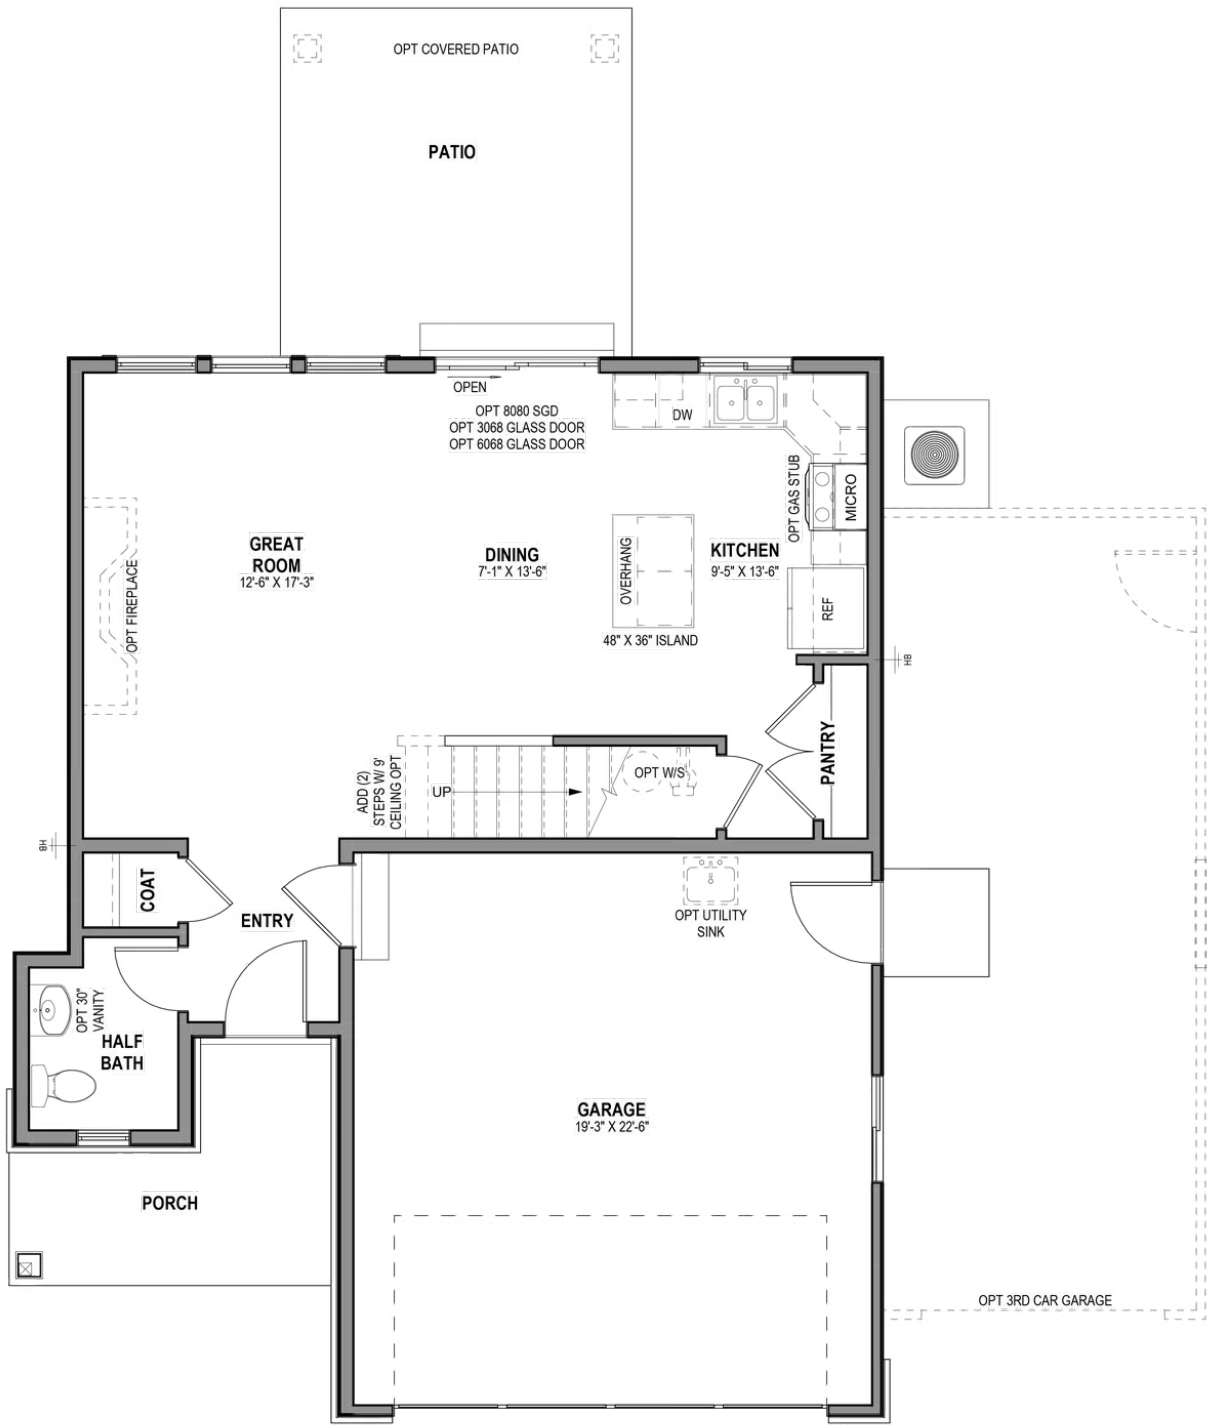 OPT COVERED PATIO
PATIO
OPEN
OPT 8080 SGD
OPT 3068 GLASS DOOR
OPT 6068 GLASS DOOR
DW
OPT GAS STUB
MICRO
GREAT
ROOM
12'-6" X 17'-3"
DINING
7'-1" X 13'-6"
OVERHANG
KITCHEN
9'-5" X 13'-6"
OPT FIREPLACE
REF
48" X 36" ISLAND
HB
PANTRY
ADD (2)
STEPS W/ 9'
CEILING OPT
UP
OPT W/S
HB
COAT
ENTRY
OPT UTILITY
SINK
OPT 30"
VANITY
HALF
BATH
GARAGE
19'-3" X 22'-6"
PORCH
OPT 3RD CAR GARAGE